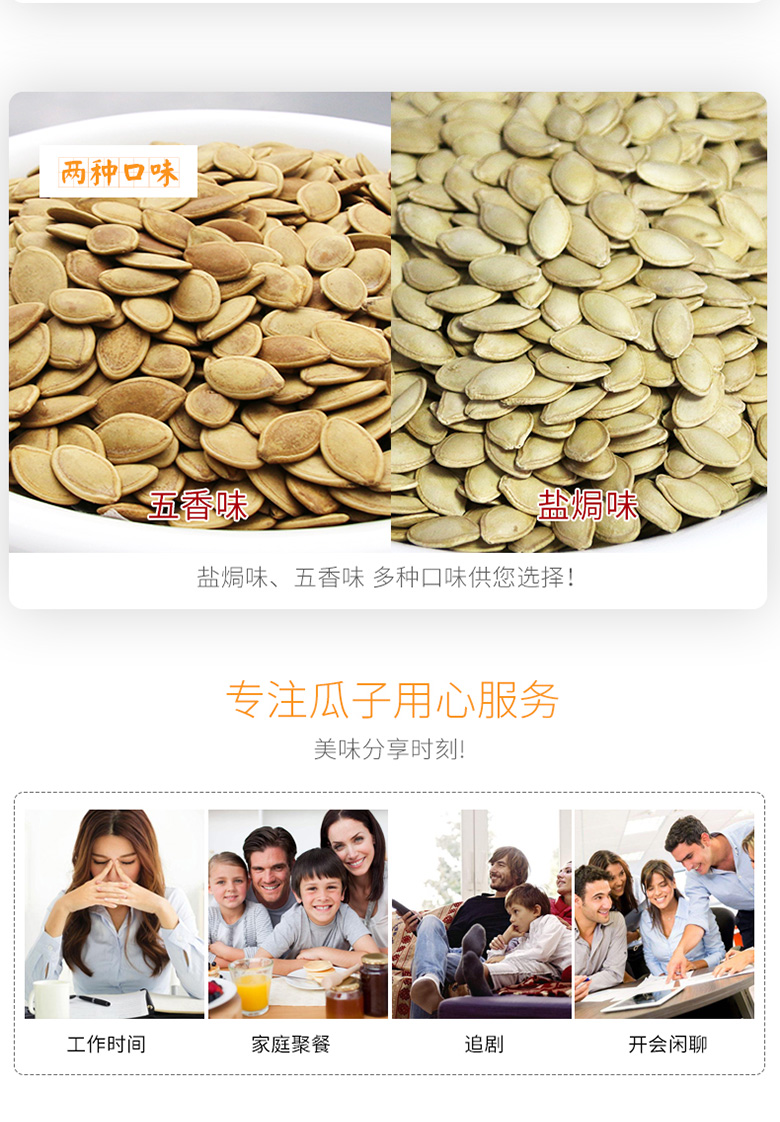 两种口味
五香味
盐焗味
盐焗味、五香味 多种口味供您选择！
专注瓜子用心服务
美味分享时刻!
工作时间
家庭聚餐
追剧
开会闲聊